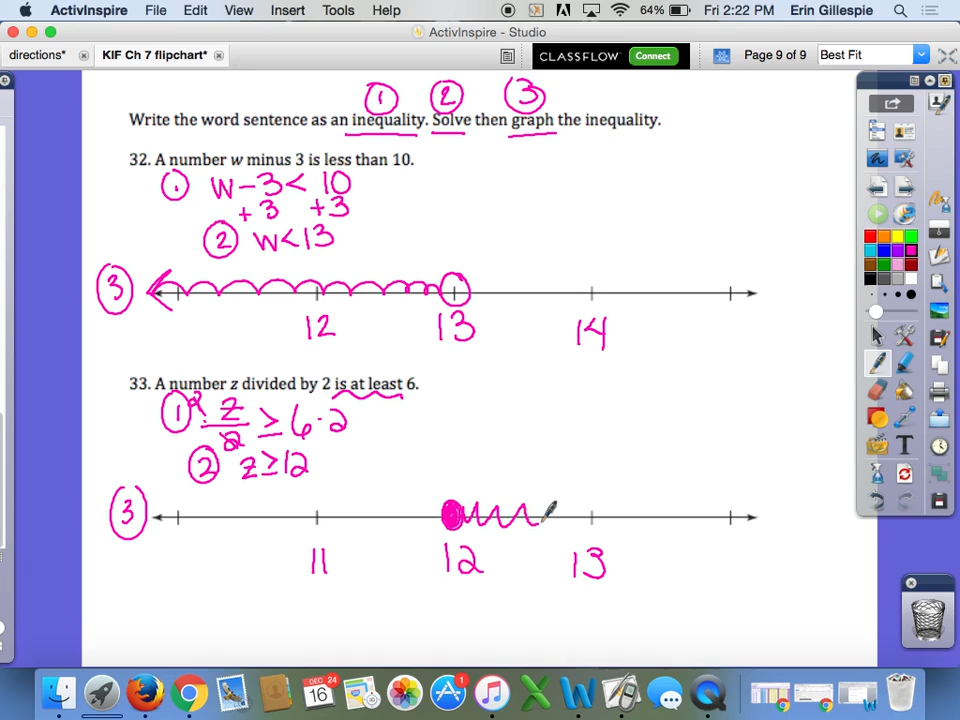 ActivInspire File Edit View Insert Tools Help 64% Fri 2:22 PM Erin Gillespie
ActivInspire - Studio
directions* KIF Ch 7 flipchart* CLASSFLOW Connect Page 9 of 9 Best Fit
1 2 3
Write the word sentence as an inequality. Solve then graph the inequality.
32. A number w minus 3 is less than 10.
1 w - 3 < 10
+3 +3
2 w < 13
3
12 13 14
33. A number z divided by 2 is at least 6.
1 2 · z/2 ≥ 6 · 2
2 z ≥ 12
3
11 12 13
DEC 24
16